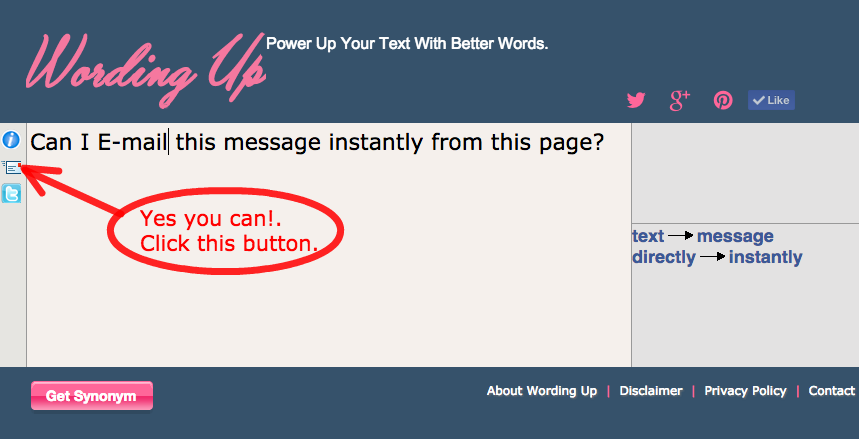 Wording Up
Power Up Your Text With Better Words.
Like
Can I E-mail this message instantly from this page?
Yes you can!.
Click this button.
text → message
directly → instantly
Get Synonym
About Wording Up | Disclaimer | Privacy Policy | Contact